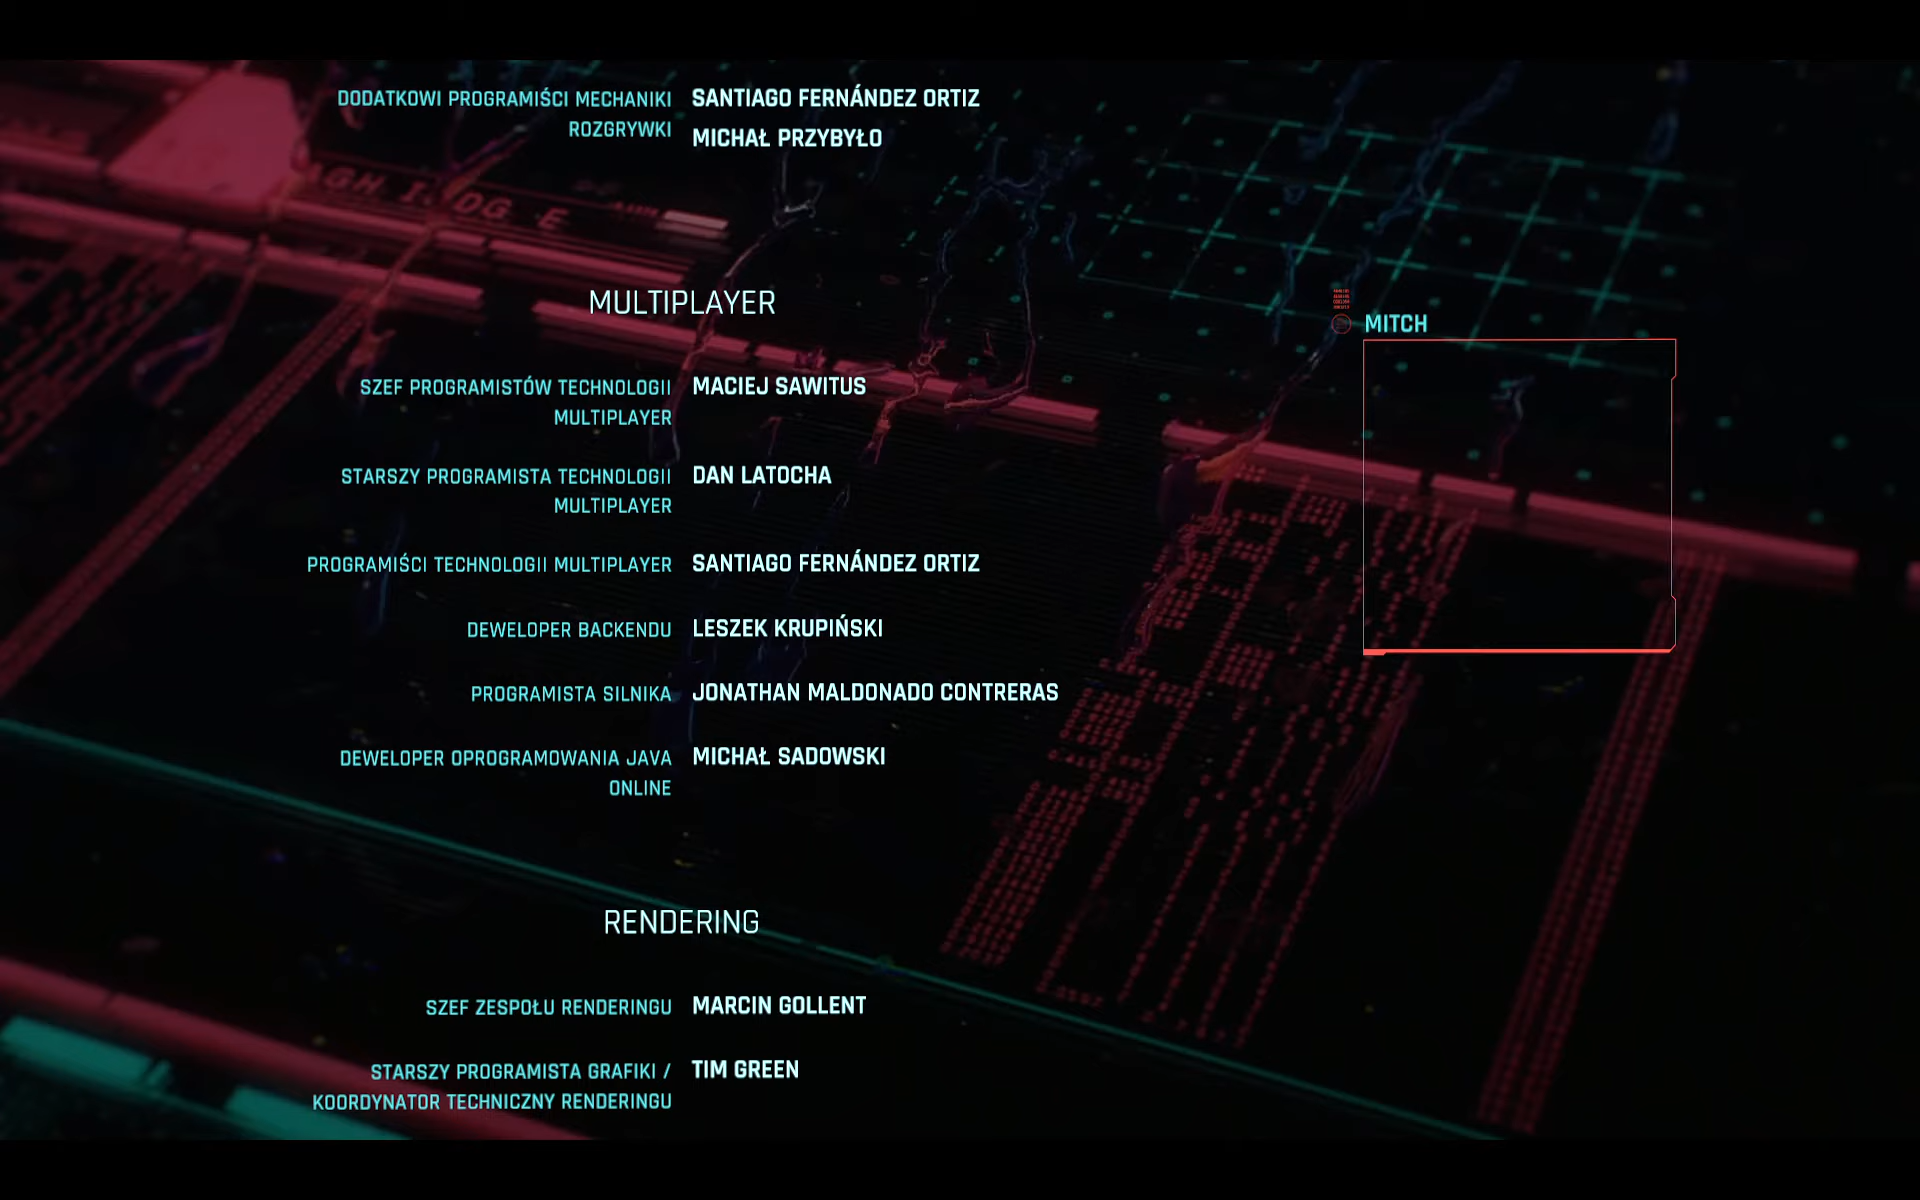 DODATKOWI PROGRAMIŚCI MECHANIKI ROZGRYWKI
SANTIAGO FERNÁNDEZ ORTIZ
MICHAŁ PRZYBYŁO
MULTIPLAYER
SZEF PROGRAMISTÓW TECHNOLOGII MULTIPLAYER
MACIEJ SAWITUS
STARSZY PROGRAMISTA TECHNOLOGII MULTIPLAYER
DAN LATOCHA
PROGRAMIŚCI TECHNOLOGII MULTIPLAYER
SANTIAGO FERNÁNDEZ ORTIZ
DEWELOPER BACKENDU
LESZEK KRUPIŃSKI
PROGRAMISTA SILNIKA
JONATHAN MALDONADO CONTRERAS
DEWELOPER OPROGRAMOWANIA JAVA ONLINE
MICHAŁ SADOWSKI
RENDERING
SZEF ZESPOŁU RENDERINGU
MARCIN GOLLENT
STARSZY PROGRAMISTA GRAFIKI /
KOORDYNATOR TECHNICZNY RENDERINGU
TIM GREEN
MITCH